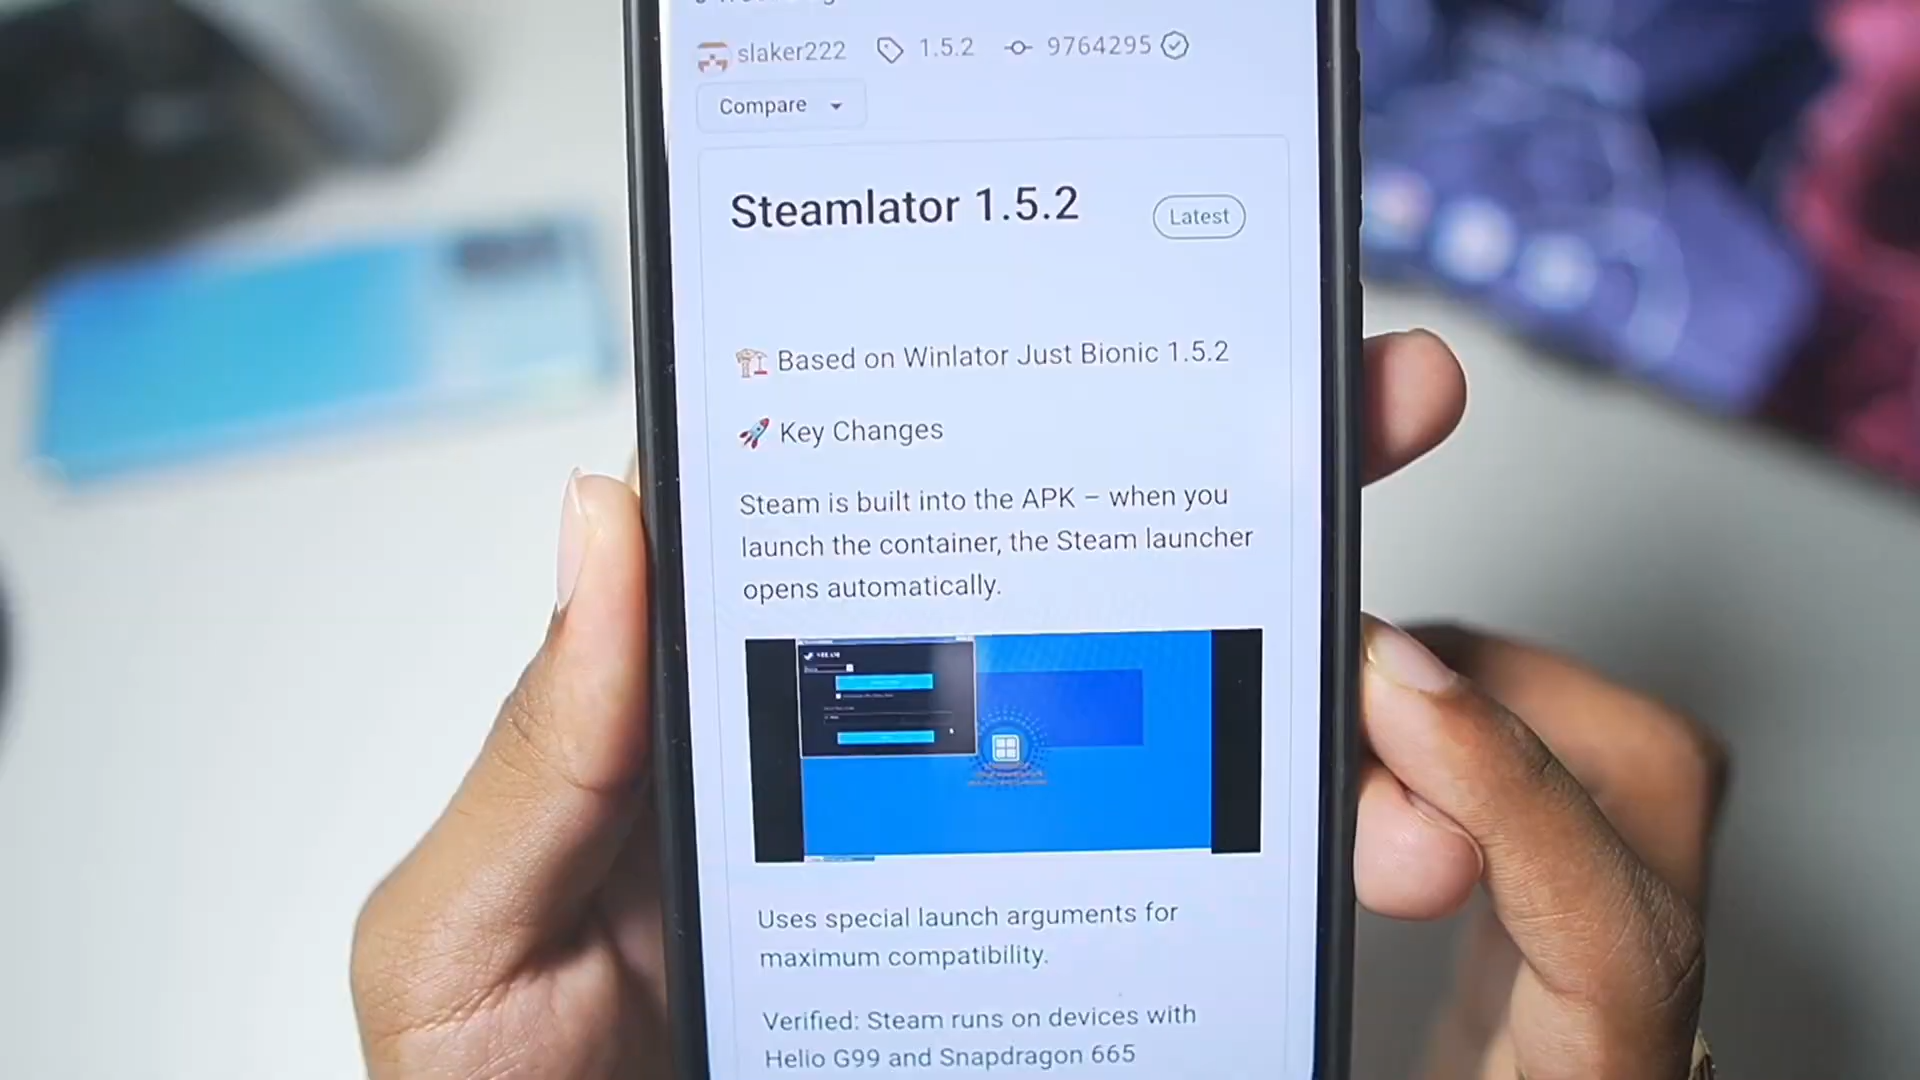 slaker222 1.5.2 9764295
Compare
Steamlator 1.5.2
Latest
Based on Winlator Just Bionic 1.5.2
Key Changes
Steam is built into the APK – when you
launch the container, the Steam launcher
opens automatically.
Uses special launch arguments for
maximum compatibility.
Verified: Steam runs on devices with
Helio G99 and Snapdragon 665